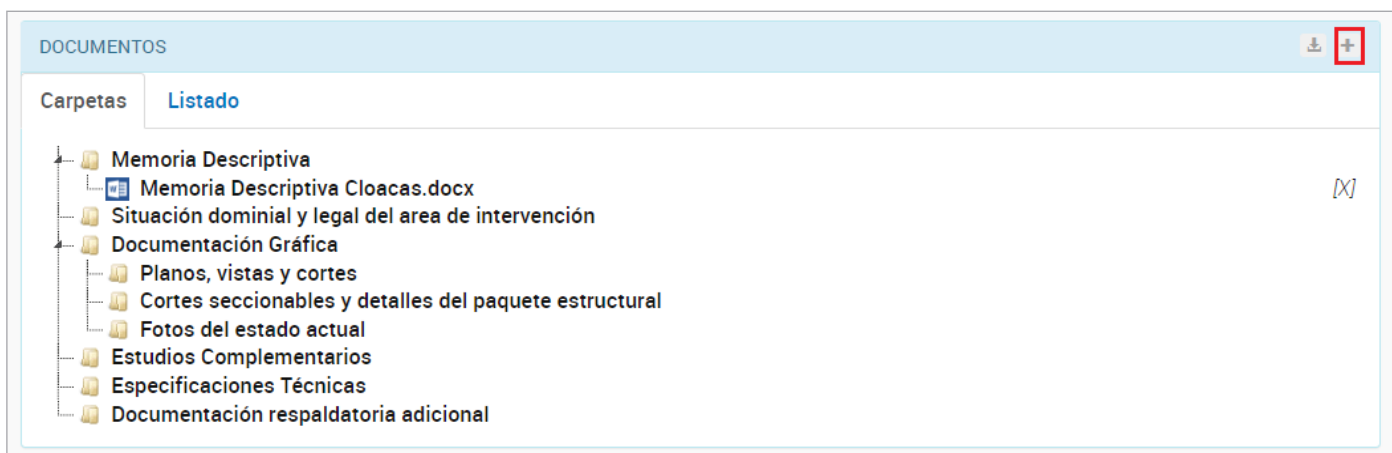 DOCUMENTOS
Carpetas Listado
Memoria Descriptiva
Memoria Descriptiva Cloacas.docx [X]
Situación dominial y legal del area de intervención
Documentación Gráfica
Planos, vistas y cortes
Cortes seccionables y detalles del paquete estructural
Fotos del estado actual
Estudios Complementarios
Especificaciones Técnicas
Documentación respaldatoria adicional